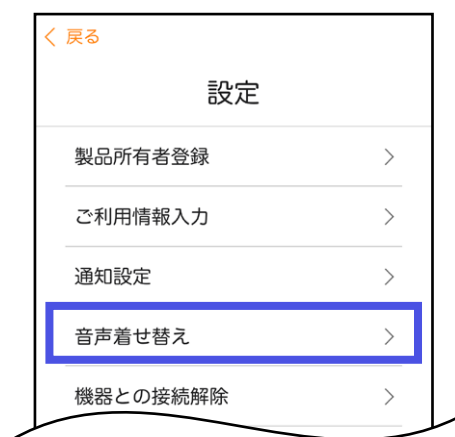 戻る
設定
製品所有者登録
ご利用情報入力
通知設定
音声着せ替え
機器との接続解除